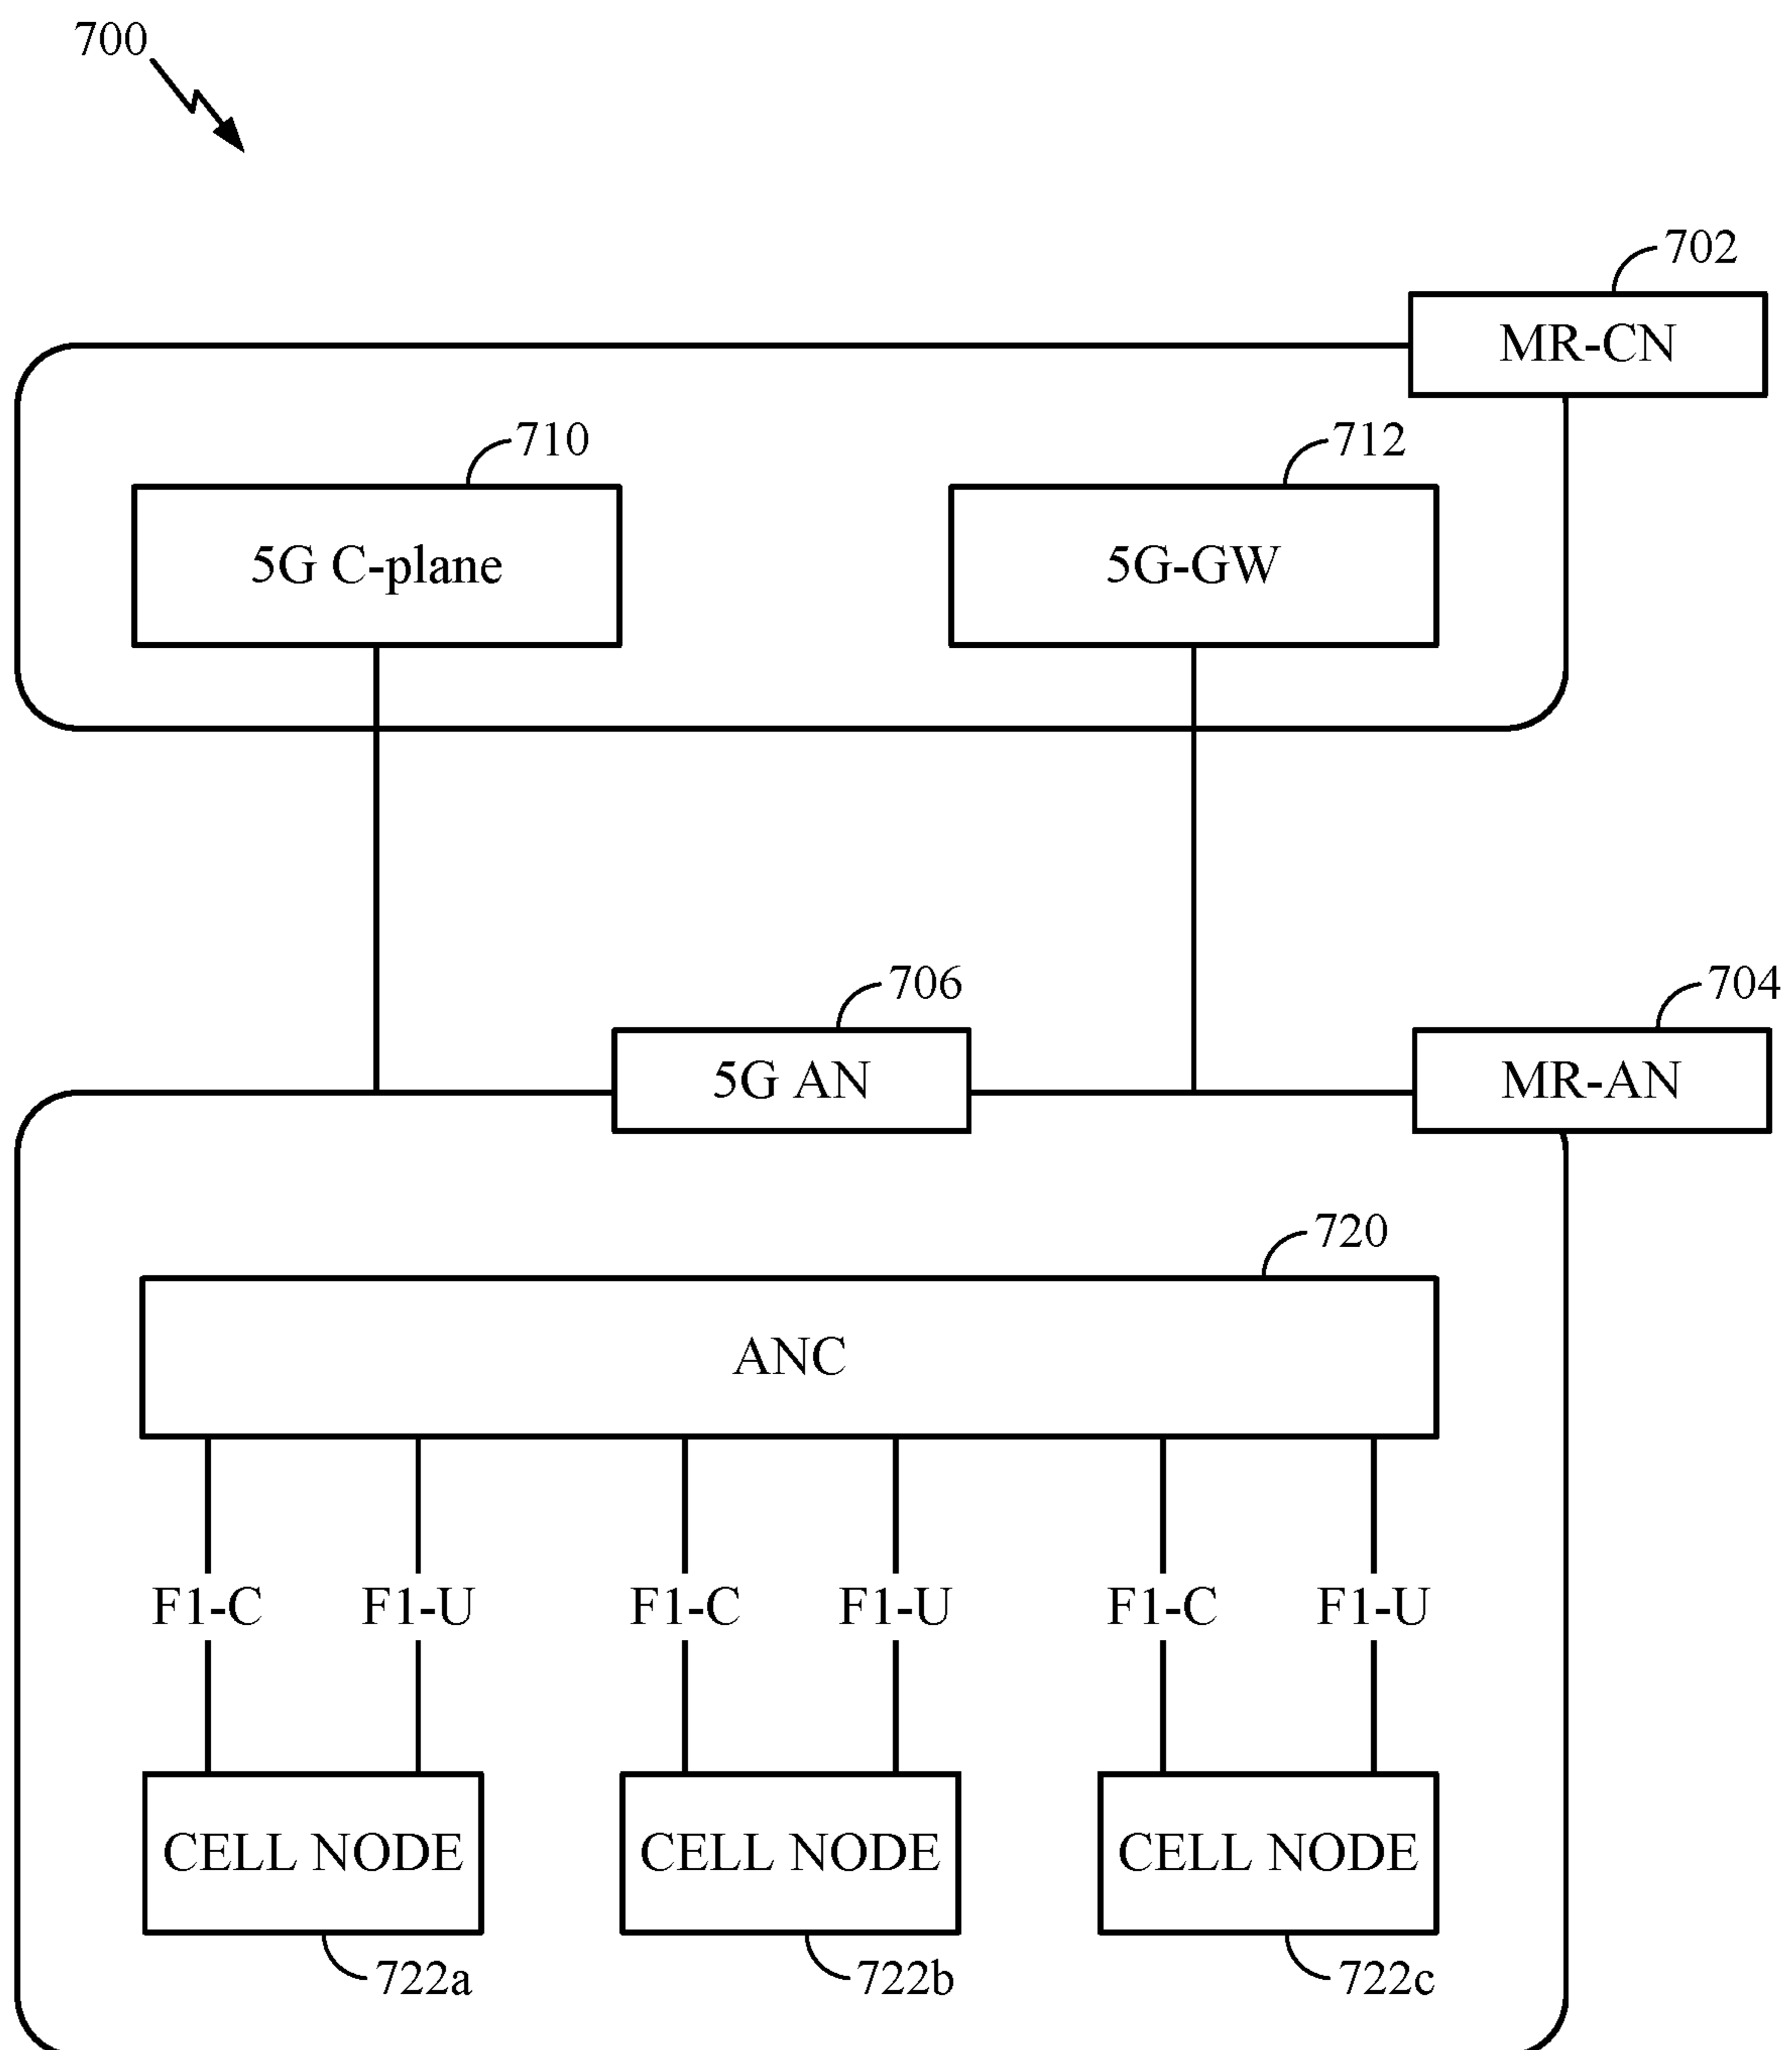 700
702
MR-CN
710
712
5G C-plane
5G-GW
706
704
5G AN
MR-AN
720
ANC
F1-C
F1-U
F1-C
F1-U
F1-C
F1-U
CELL NODE
CELL NODE
CELL NODE
722a
722b
722c